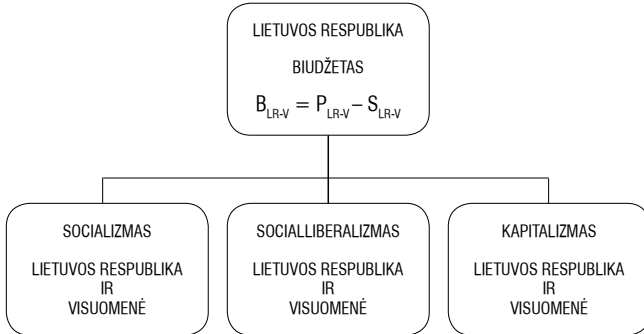 LIETUVOS RESPUBLIKA
BIUDŽETAS
B_LR-V = P_LR-V – S_LR-V
SOCIALIZMAS
LIETUVOS RESPUBLIKA
IR
VISUOMENĖ
SOCIALLIBERALIZMAS
LIETUVOS RESPUBLIKA
IR
VISUOMENĖ
KAPITALIZMAS
LIETUVOS RESPUBLIKA
IR
VISUOMENĖ